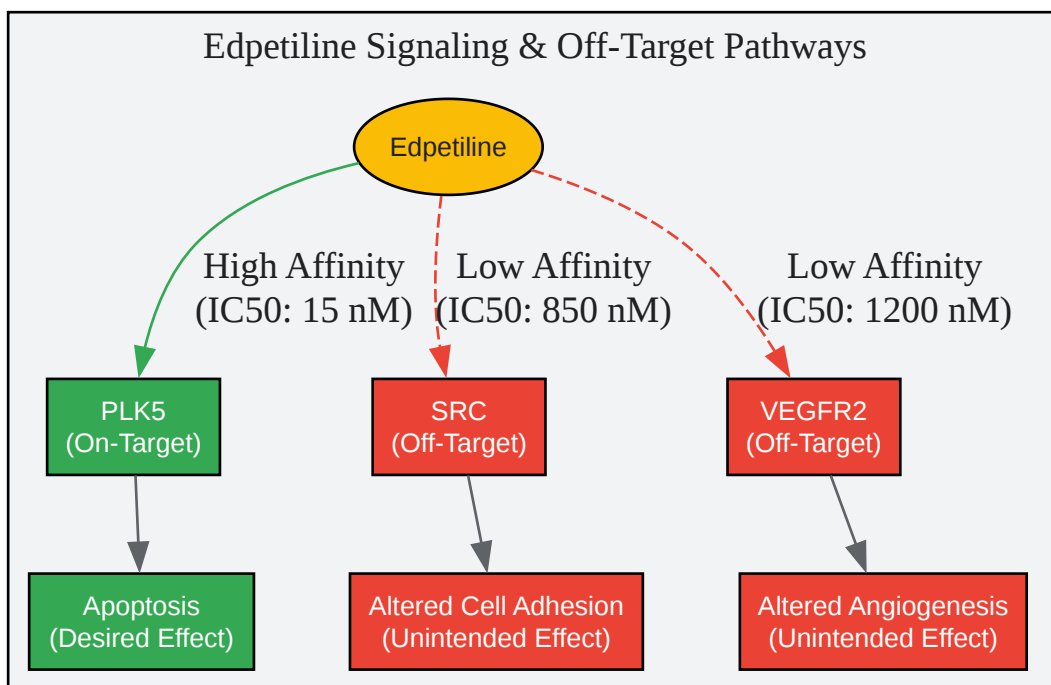 Edpetiline Signaling & Off-Target Pathways
Edpetiline
High Affinity
(IC50: 15 nM)
Low Affinity
(IC50: 850 nM)
Low Affinity
(IC50: 1200 nM)
PLK5
(On-Target)
SRC
(Off-Target)
VEGFR2
(Off-Target)
Apoptosis
(Desired Effect)
Altered Cell Adhesion
(Unintended Effect)
Altered Angiogenesis
(Unintended Effect)